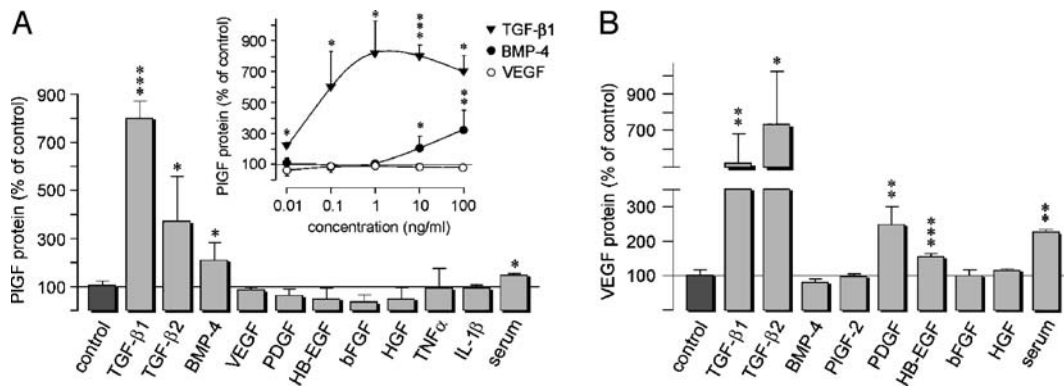 A
PlGF protein (% of control)
900
700
500
300
100
control
TGF-β1
TGF-β2
BMP-4
VEGF
PDGF
HB-EGF
bFGF
HGF
TNFα
IL-1β
serum
***
*
*
*
PlGF protein (% of control)
900
700
500
300
100
0.01
0.1
1
10
100
concentration (ng/ml)
*
*
*
***
*
*
**
TGF-β1
BMP-4
VEGF
B
VEGF protein (% of control)
900
700
300
200
100
control
TGF-β1
TGF-β2
BMP-4
PlGF-2
PDGF
HB-EGF
bFGF
HGF
serum
**
*
**
***
**